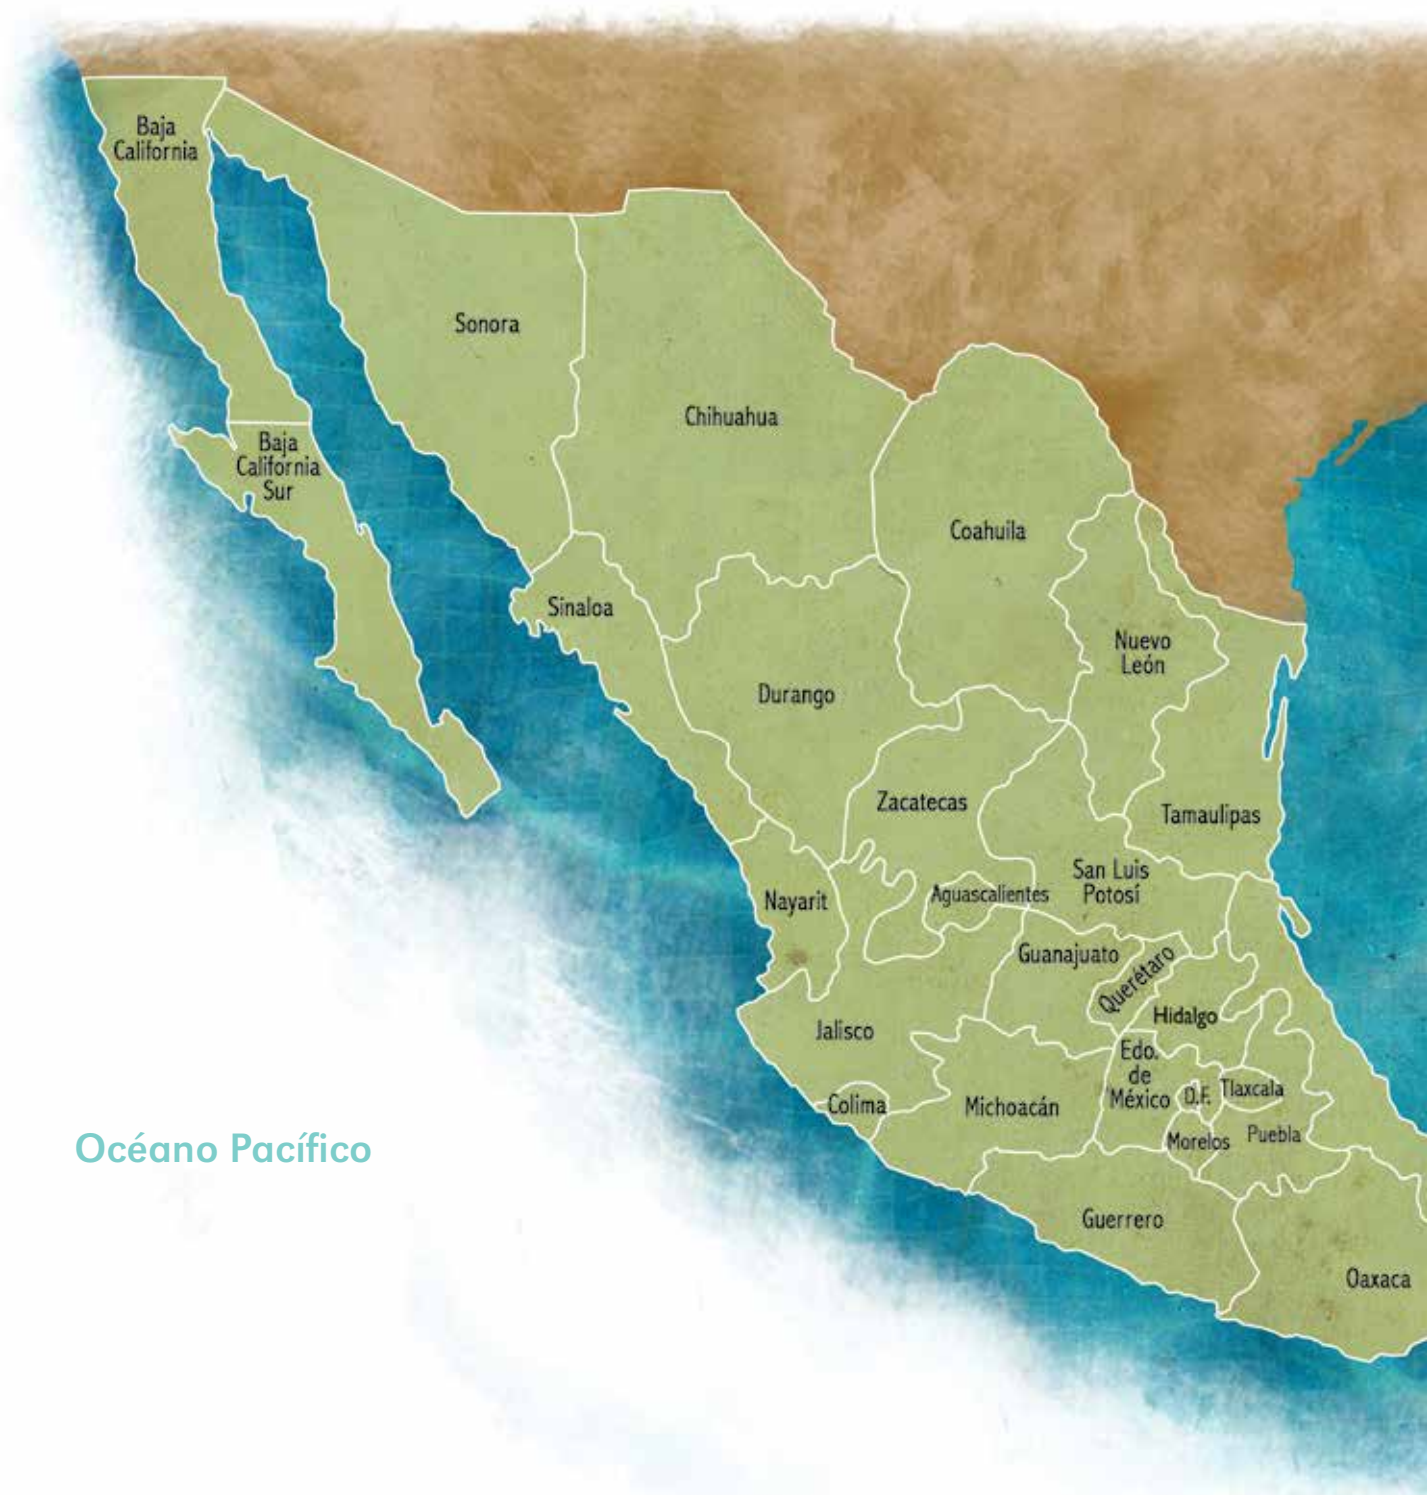 Baja
California
Sonora
Chihuahua
Baja
California
Sur
Coahuila
Sinaloa
Nuevo
León
Durango
Zacatecas
Tamaulipas
San Luis
Potosí
Aguascalientes
Nayarit
Guanajuato
Querétaro
Hidalgo
Jalisco
Edo.
de
México
D.F.
Tlaxcala
Colima
Michoacán
Morelos
Puebla
Océano Pacífico
Guerrero
Oaxaca